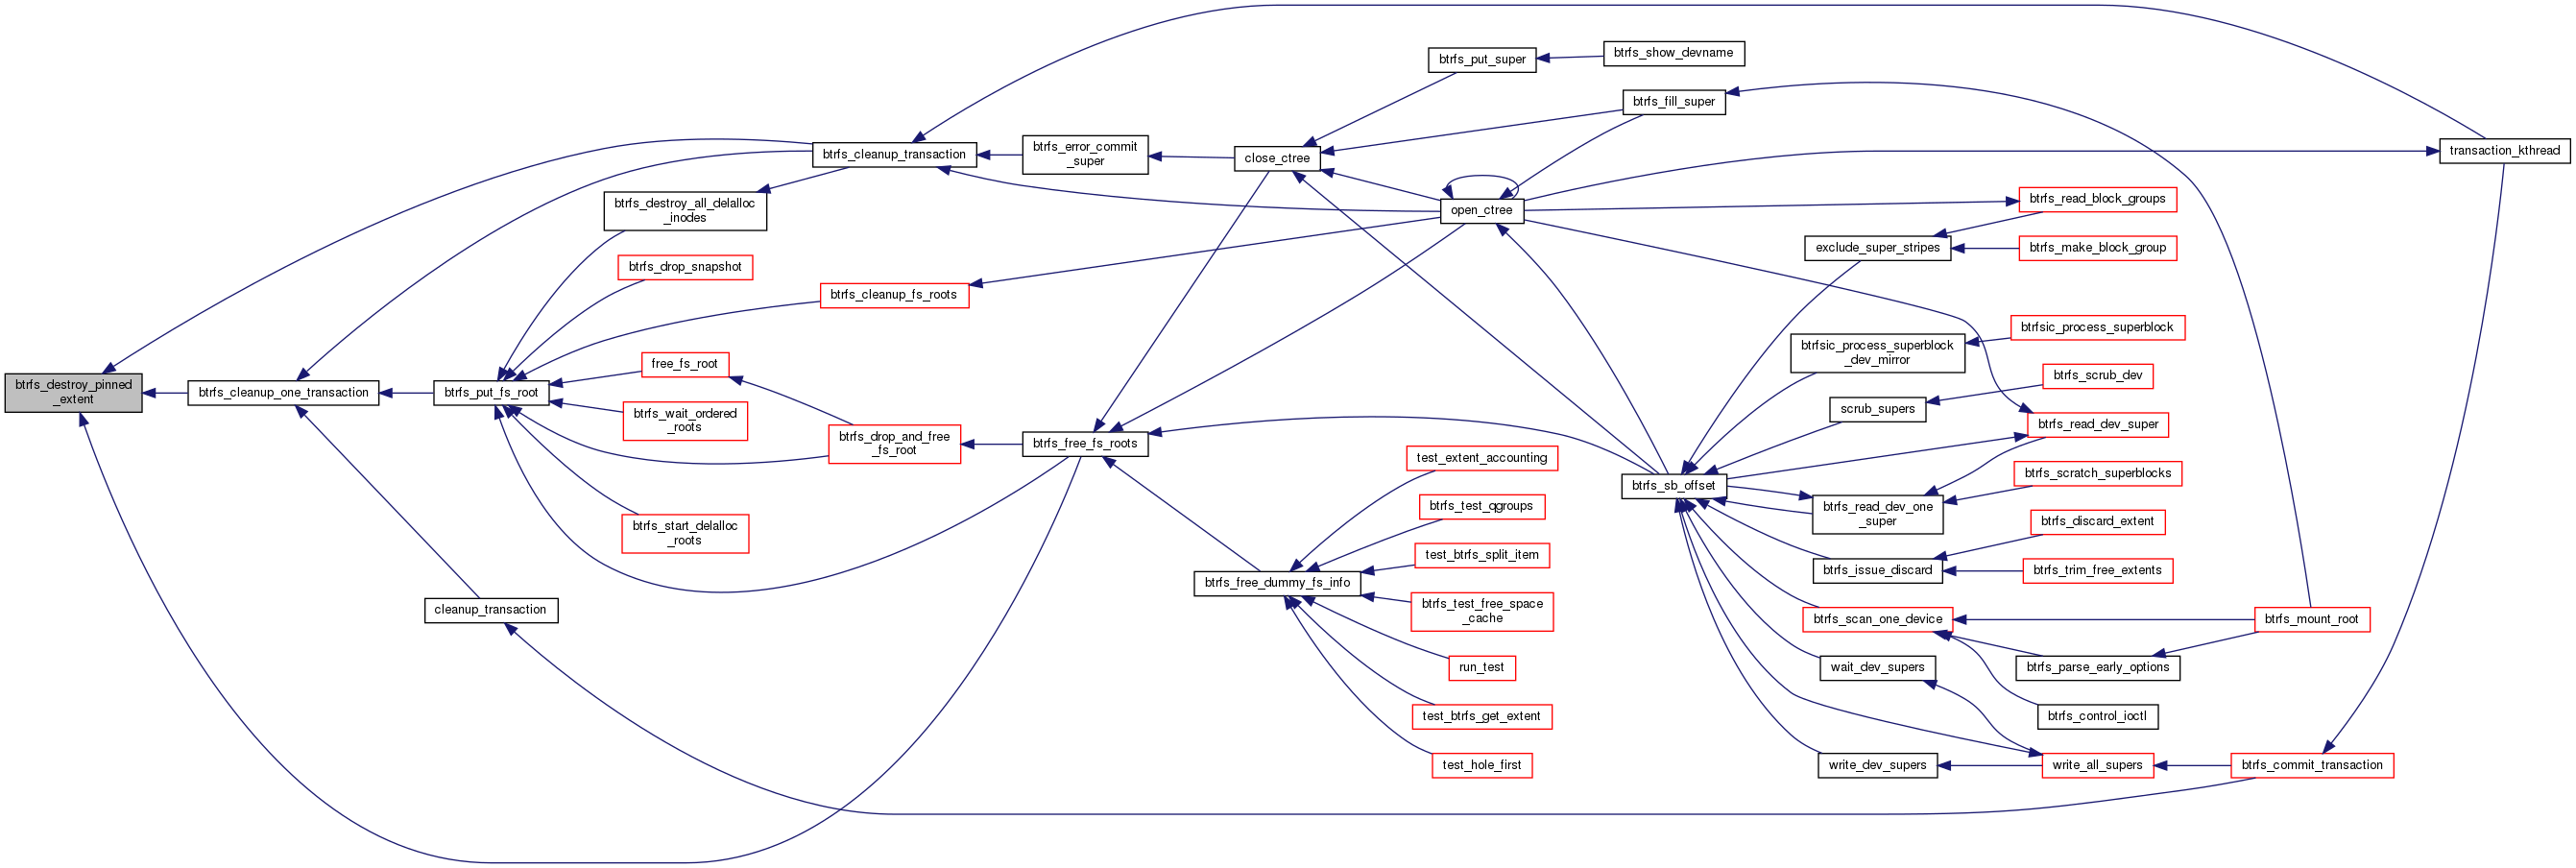 btrfs_destroy_pinned
_extent
btrfs_cleanup_one_transaction
cleanup_transaction
btrfs_put_fs_root
btrfs_destroy_all_delalloc
_inodes
btrfs_drop_snapshot
free_fs_root
btrfs_wait_ordered
_roots
btrfs_start_delalloc
_roots
btrfs_cleanup_transaction
btrfs_cleanup_fs_roots
btrfs_drop_and_free
_fs_root
btrfs_error_commit
_super
btrfs_free_fs_roots
close_ctree
btrfs_free_dummy_fs_info
btrfs_put_super
open_ctree
test_extent_accounting
btrfs_test_qgroups
test_btrfs_split_item
btrfs_test_free_space
_cache
run_test
test_btrfs_get_extent
test_hole_first
btrfs_show_devname
btrfs_fill_super
btrfs_sb_offset
exclude_super_stripes
btrfsic_process_superblock
_dev_mirror
scrub_supers
btrfs_read_dev_one
_super
btrfs_issue_discard
btrfs_scan_one_device
wait_dev_supers
write_dev_supers
btrfs_read_block_groups
btrfs_make_block_group
btrfsic_process_superblock
btrfs_scrub_dev
btrfs_read_dev_super
btrfs_scratch_superblocks
btrfs_discard_extent
btrfs_trim_free_extents
btrfs_parse_early_options
btrfs_control_ioctl
write_all_supers
transaction_kthread
btrfs_mount_root
btrfs_commit_transaction